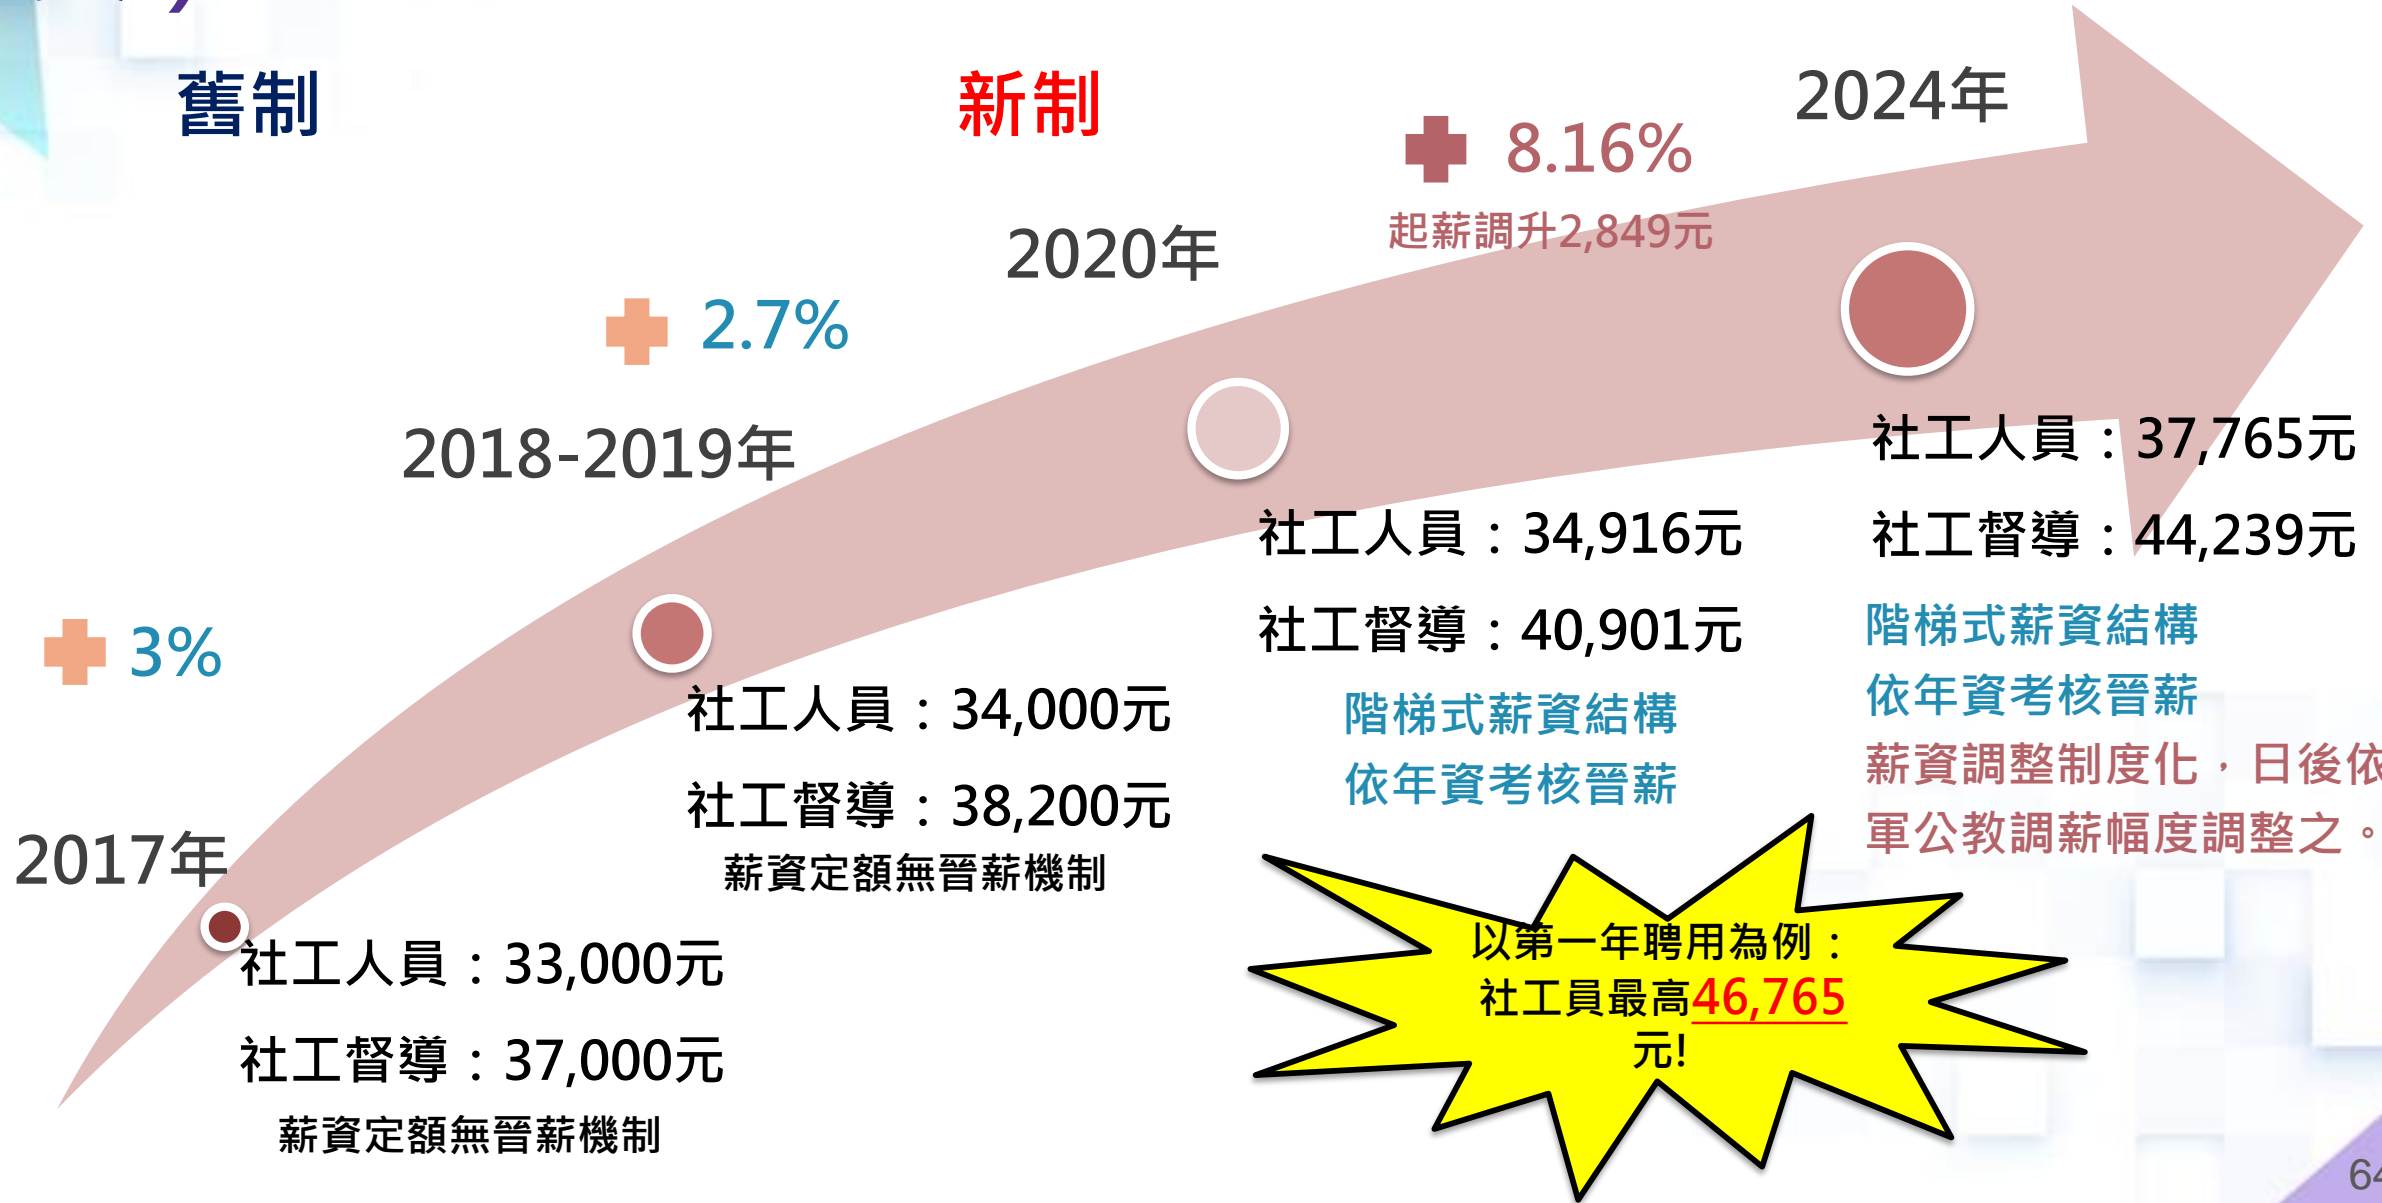 舊制
新制
2017年
+ 3%
社工人員：33,000元
社工督導：37,000元
薪資定額無晉薪機制
2018-2019年
+ 2.7%
社工人員：34,000元
社工督導：38,200元
薪資定額無晉薪機制
2020年
社工人員：34,916元
社工督導：40,901元
階梯式薪資結構
依年資考核晉薪
+ 8.16%
起薪調升2,849元
2024年
社工人員：37,765元
社工督導：44,239元
階梯式薪資結構
依年資考核晉薪
薪資調整制度化，日後依
軍公教調薪幅度調整之。
以第一年聘用為例：
社工員最高46,765
元!
64